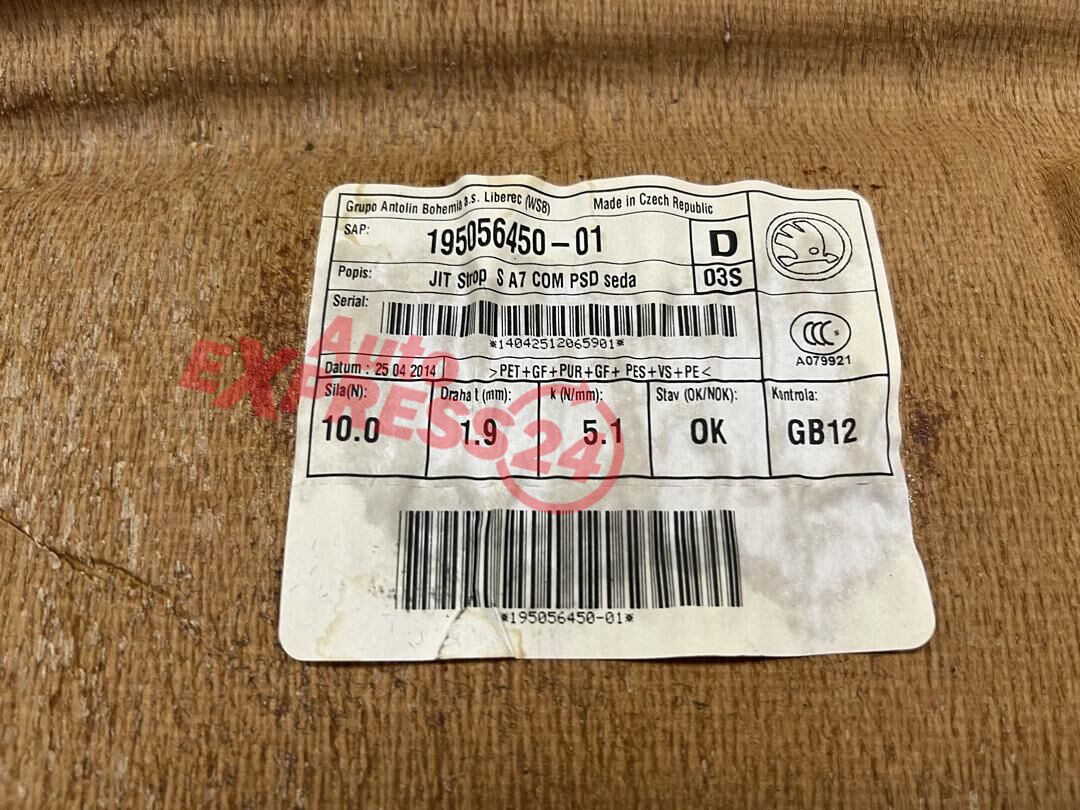 Grupo Antolin Bohemia a.s. Liberec (WS8) Made in Czech Republic
SAP: 195056450-01 D
Popis: JIT Strop S A7 COM PSD seda 03S
Serial:
*14042512065901*
CCC S
A079921
Datum : 25 04 2014 >PET+GF+PUR+GF+ PES+VS+PE<
Sila(N): Draha t (mm): k (N/mm): Stav (OK/NOK): Kontrola:
10.0 1.9 5.1 OK GB12
*195056450-01*
Auto
EXPRESS24